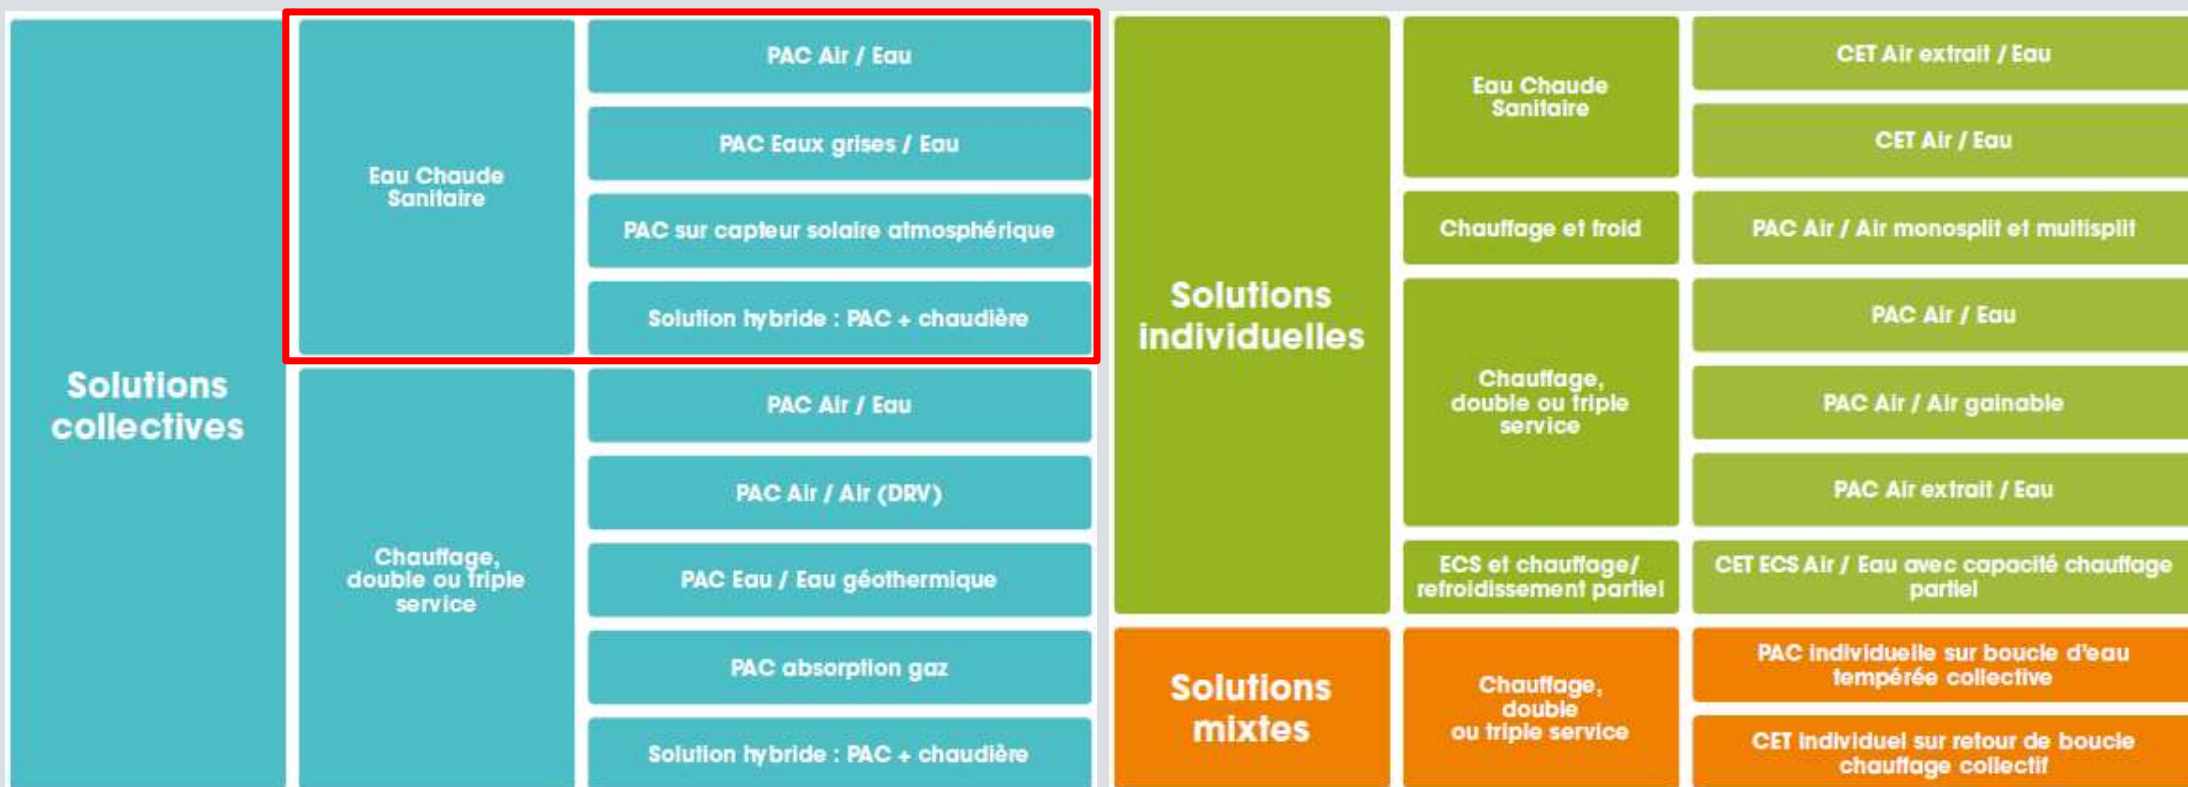 Solutions
collectives
Eau Chaude
Sanitaire
PAC Air / Eau
PAC Eaux grises / Eau
PAC sur capteur solaire atmosphérique
Solution hybride : PAC + chaudière
Chauffage,
double ou triple
service
PAC Air / Eau
PAC Air / Air (DRV)
PAC Eau / Eau géothermique
PAC absorption gaz
Solution hybride : PAC + chaudière
Solutions
individuelles
Eau Chaude
Sanitaire
CET Air extrait / Eau
CET Air / Eau
Chauffage et froid
PAC Air / Air monosplit et multisplit
Chauffage,
double ou triple
service
PAC Air / Eau
PAC Air / Air gainable
PAC Air extrait / Eau
ECS et chauffage/
refroidissement partiel
CET ECS Air / Eau avec capacité chauffage
partiel
Solutions
mixtes
Chauffage,
double
ou triple service
PAC individuelle sur boucle d'eau
tempérée collective
CET individuel sur retour de boucle
chauffage collectif